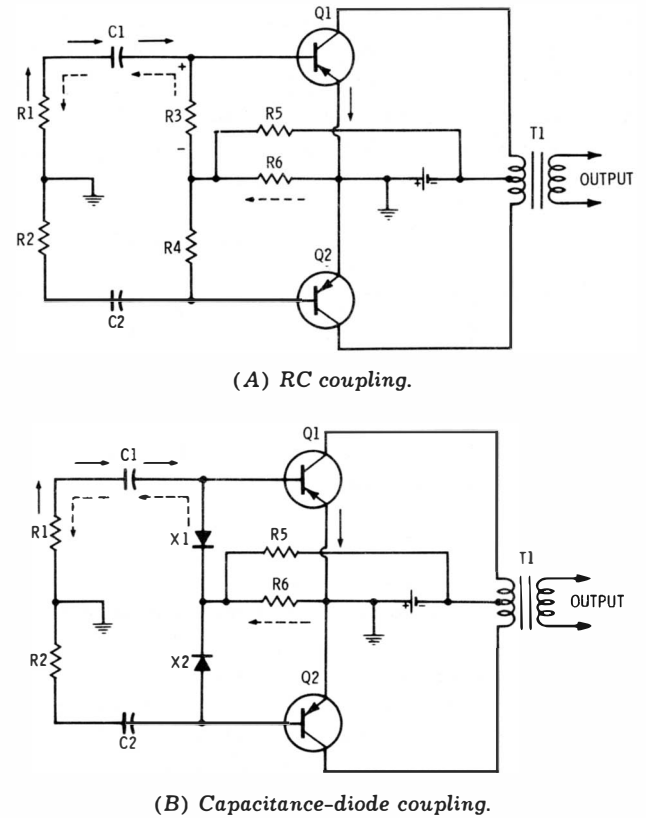 Q1
C1
+
R1
R3
R5
T1
-
R6
+ -
OUTPUT
R2
R4
Q2
C2
(A) RC coupling.
Q1
C1
R1
X1
R5
T1
R6
+ -
OUTPUT
R2
X2
Q2
C2
(B) Capacitance-diode coupling.